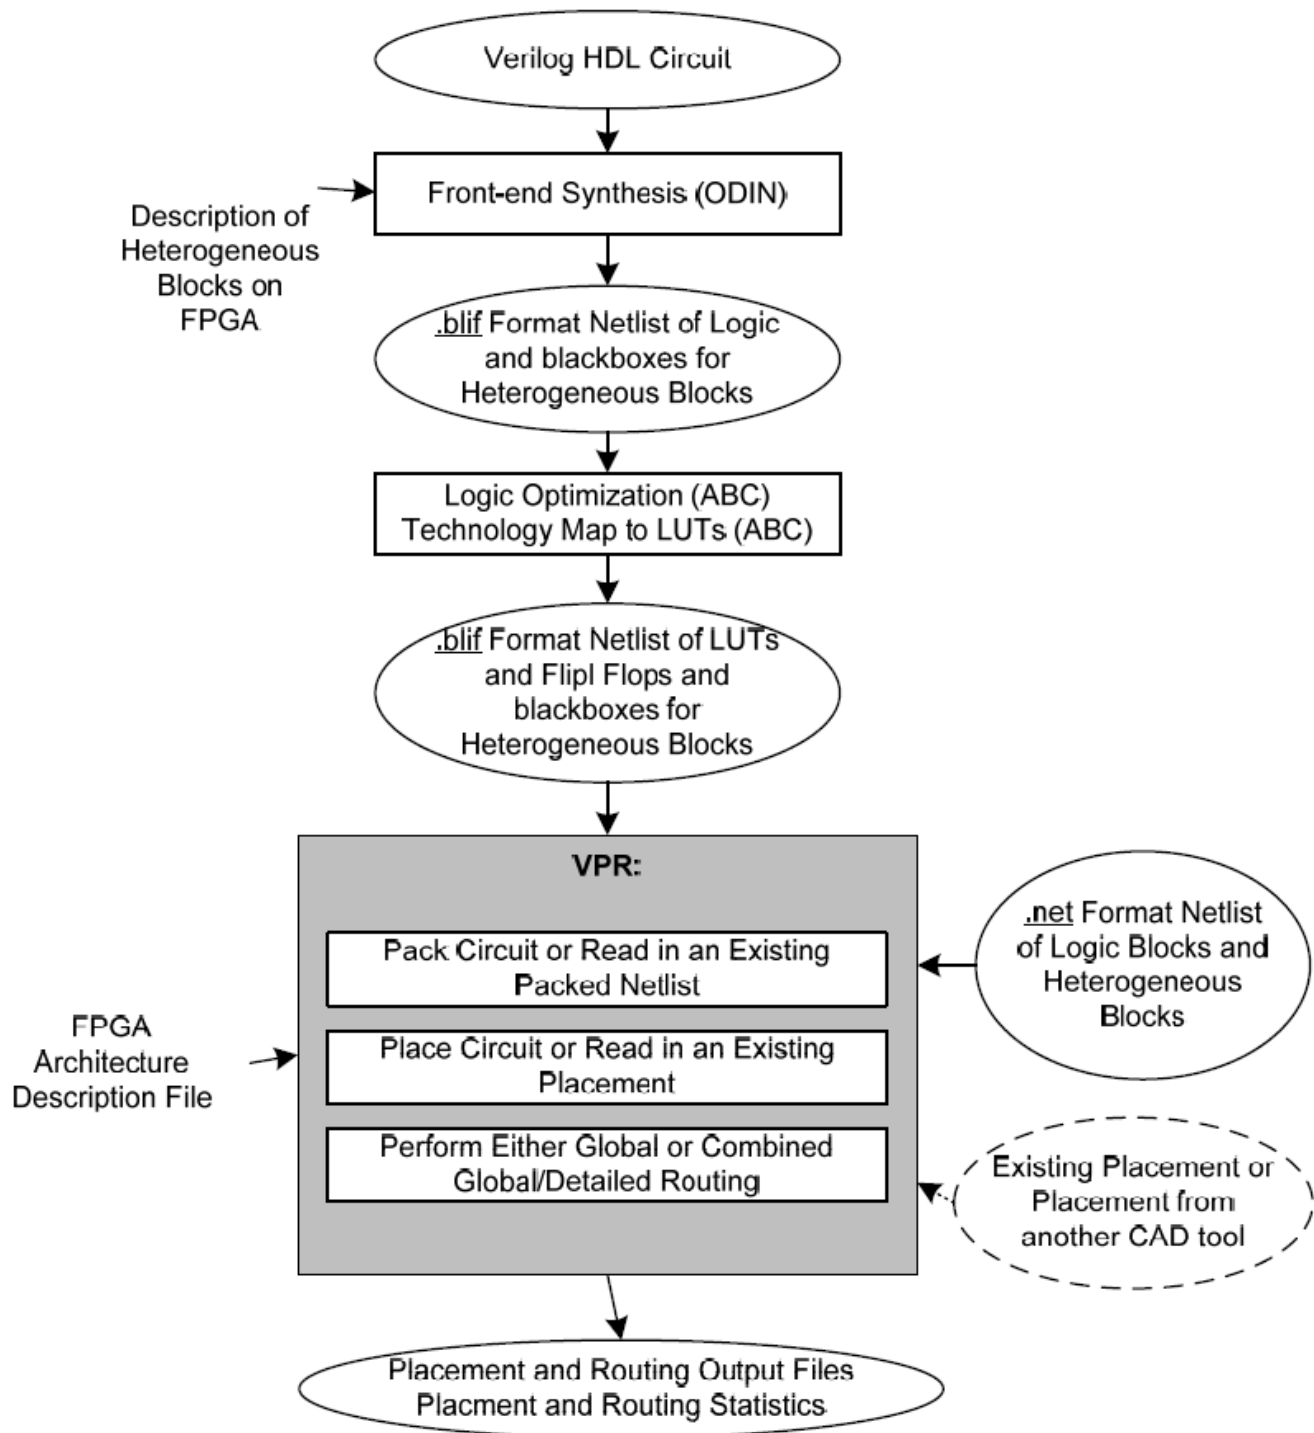 Verilog HDL Circuit
Front-end Synthesis (ODIN)
Description of
Heterogeneous
Blocks on
FPGA
.blif Format Netlist of Logic
and blackboxes for
Heterogeneous Blocks
Logic Optimization (ABC)
Technology Map to LUTs (ABC)
.blif Format Netlist of LUTs
and Flipl Flops and
blackboxes for
Heterogeneous Blocks
VPR:
Pack Circuit or Read in an Existing
Packed Netlist
.net Format Netlist
of Logic Blocks and
Heterogeneous
Blocks
FPGA
Architecture
Description File
Place Circuit or Read in an Existing
Placement
Perform Either Global or Combined
Global/Detailed Routing
Existing Placement or
Placement from
another CAD tool
Placement and Routing Output Files
Placment and Routing Statistics